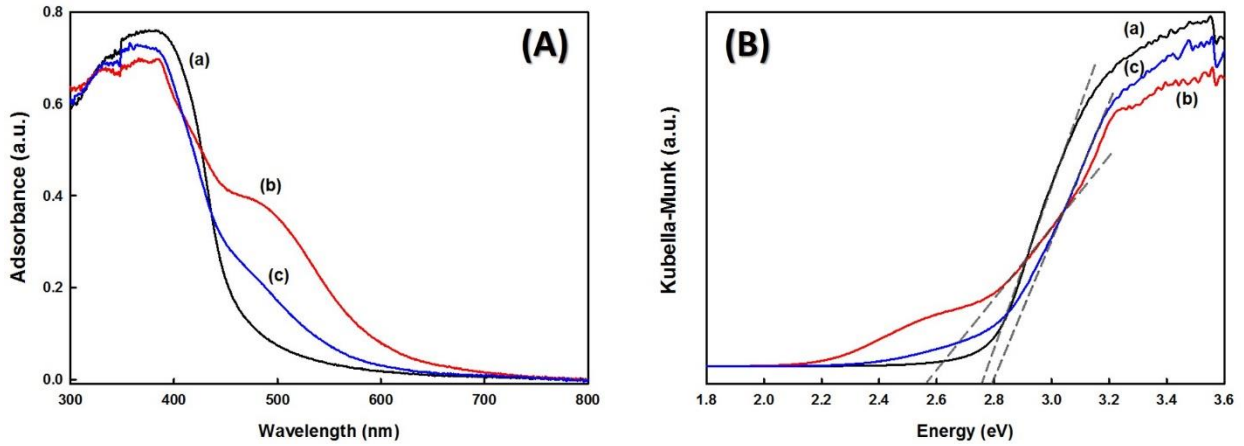 (A)
0.8
0.6
0.4
0.2
0.0
Adsorbance (a.u.)
(a)
(b)
(c)
300 400 500 600 700 800
Wavelength (nm)
(B)
Kubella-Munk (a.u.)
(a)
(c)
(b)
1.8 2.0 2.2 2.4 2.6 2.8 3.0 3.2 3.4 3.6
Energy (eV)